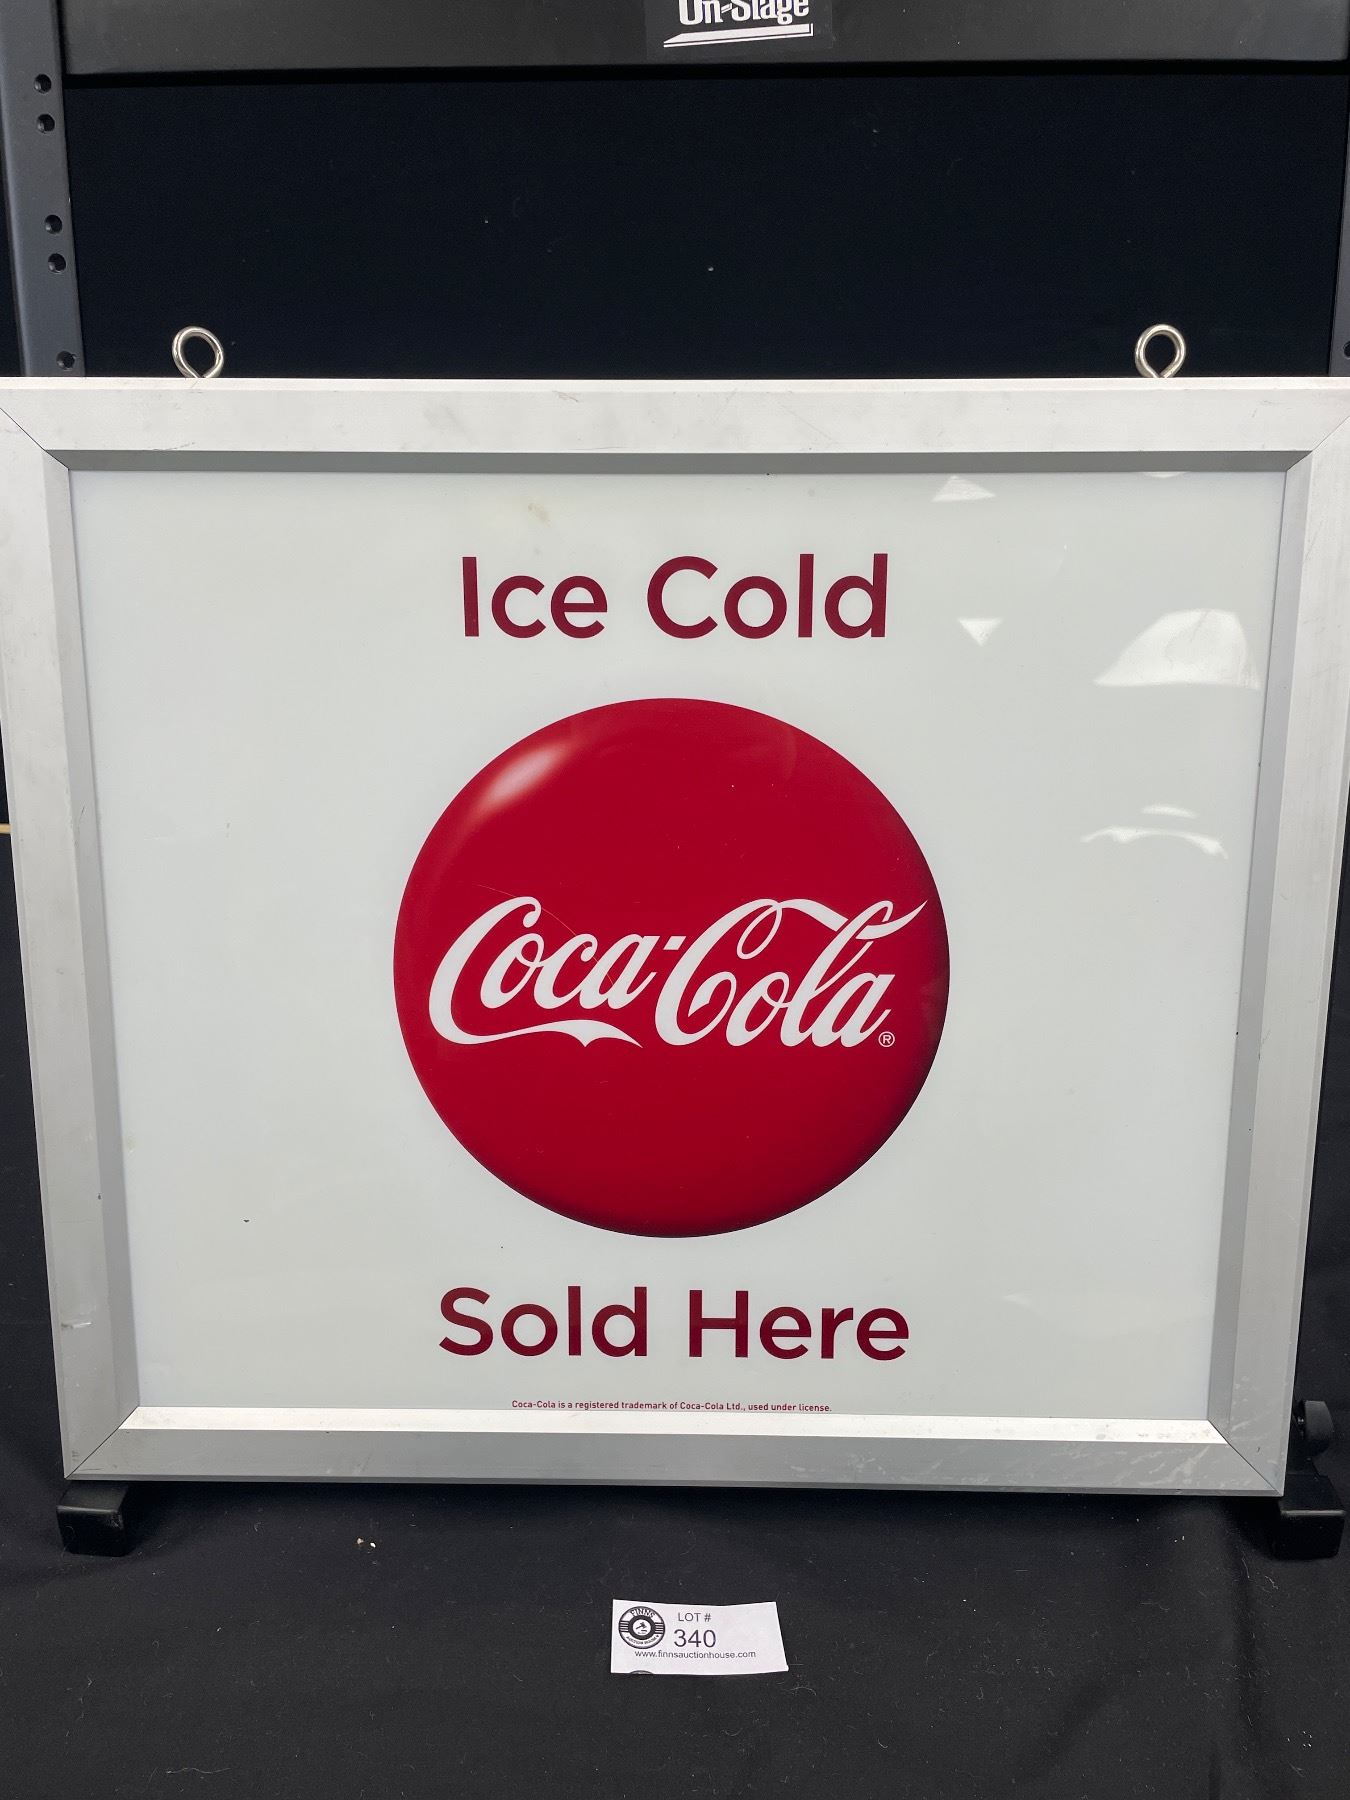 On-Stage
Ice Cold
Coca-Cola®
Sold Here
Coca-Cola is a registered trademark of Coca-Cola Ltd., used under license.
FINNS
LOT #
340
www.finnsauctionhouse.com